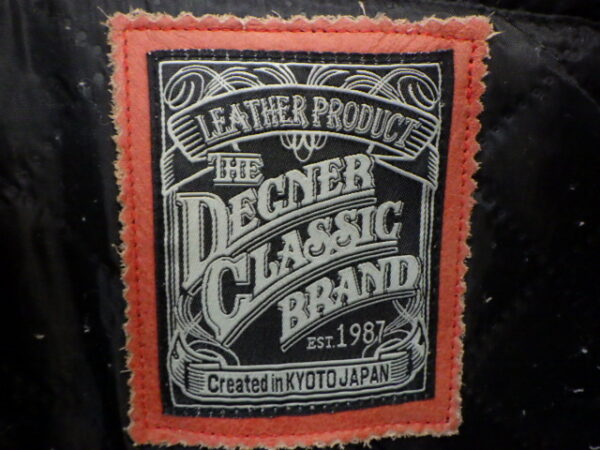 LEATHER PRODUCT
THE
DEGNER
CLASSIC
BRAND
EST. 1987
Created in KYOTO JAPAN